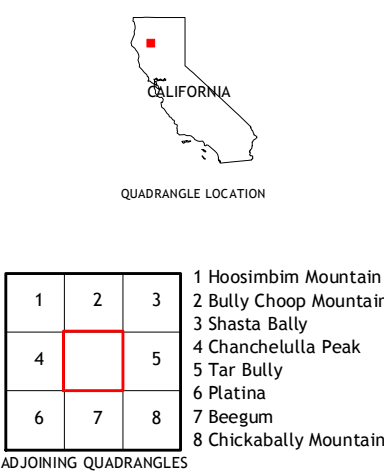 CALIFORNIA
QUADRANGLE LOCATION
1 2 3
4 5
6 7 8
1 Hoosimbim Mountain
2 Bully Choop Mountain
3 Shasta Bally
4 Chanchelulla Peak
5 Tar Bully
6 Platina
7 Beegum
8 Chickabally Mountain
ADJOINING QUADRANGLES